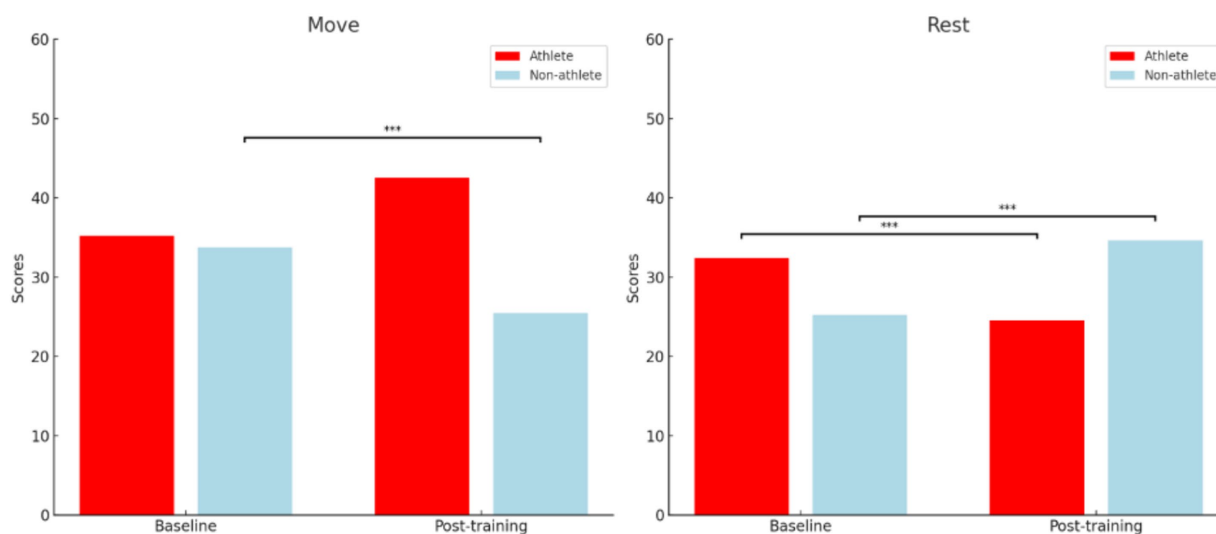 Move
60
50
40
30
20
10
0
Scores
Athlete
Non-athlete
***
Baseline
Post-training
Rest
60
50
40
30
20
10
0
Scores
Athlete
Non-athlete
***
***
Baseline
Post-training